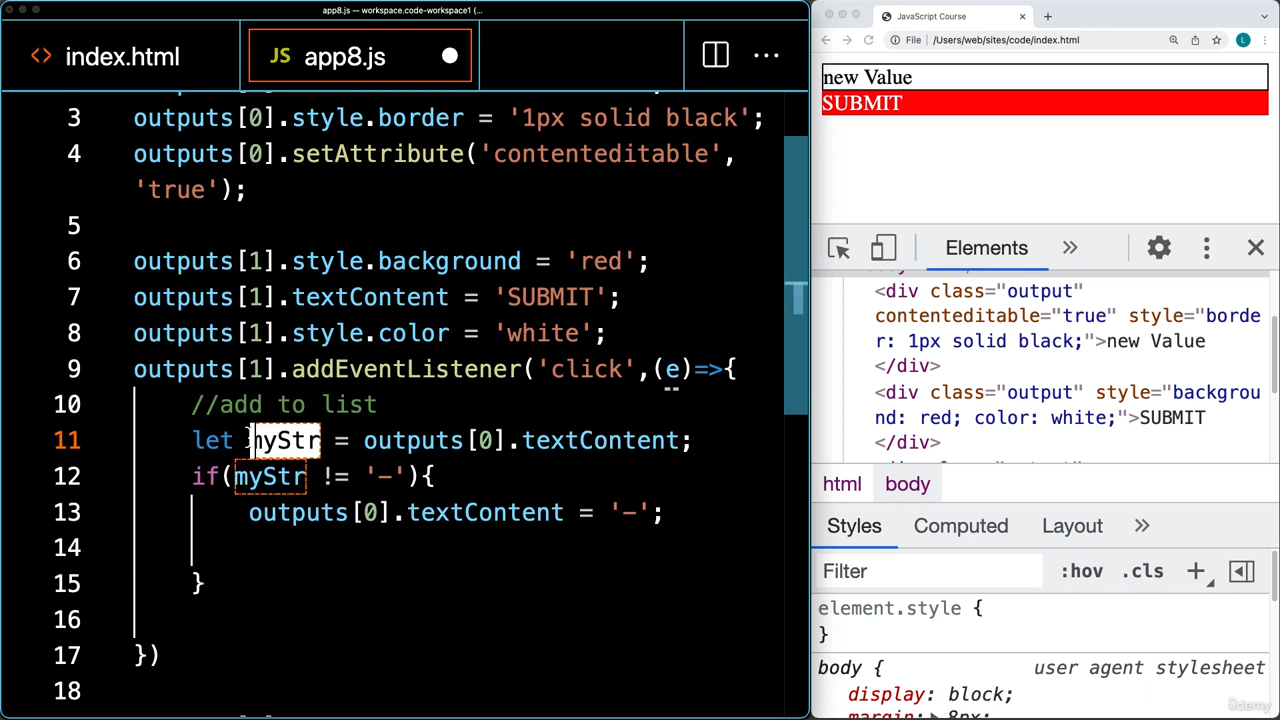 app8.js — workspace.code-workspace1 (…
index.html
JS app8.js
3 outputs[0].style.border = '1px solid black';
4 outputs[0].setAttribute('contenteditable',
'true');
5
6 outputs[1].style.background = 'red';
7 outputs[1].textContent = 'SUBMIT';
8 outputs[1].style.color = 'white';
9 outputs[1].addEventListener('click',(e)=>{
10 //add to list
11 let myStr = outputs[0].textContent;
12 if(myStr != '-'){
13 outputs[0].textContent = '-';
14
15 }
16
17 })
18
JavaScript Course
File /Users/web/sites/code/index.html
L
new Value
SUBMIT
Elements
<div class="output"
contenteditable="true" style="borde
r: 1px solid black;">new Value
</div>
<div class="output" style="backgrou
nd: red; color: white;">SUBMIT
</div>
html body
Styles Computed Layout
Filter :hov .cls
element.style {
}
body { user agent stylesheet
display: block;
margin: 8px;
ûdemy